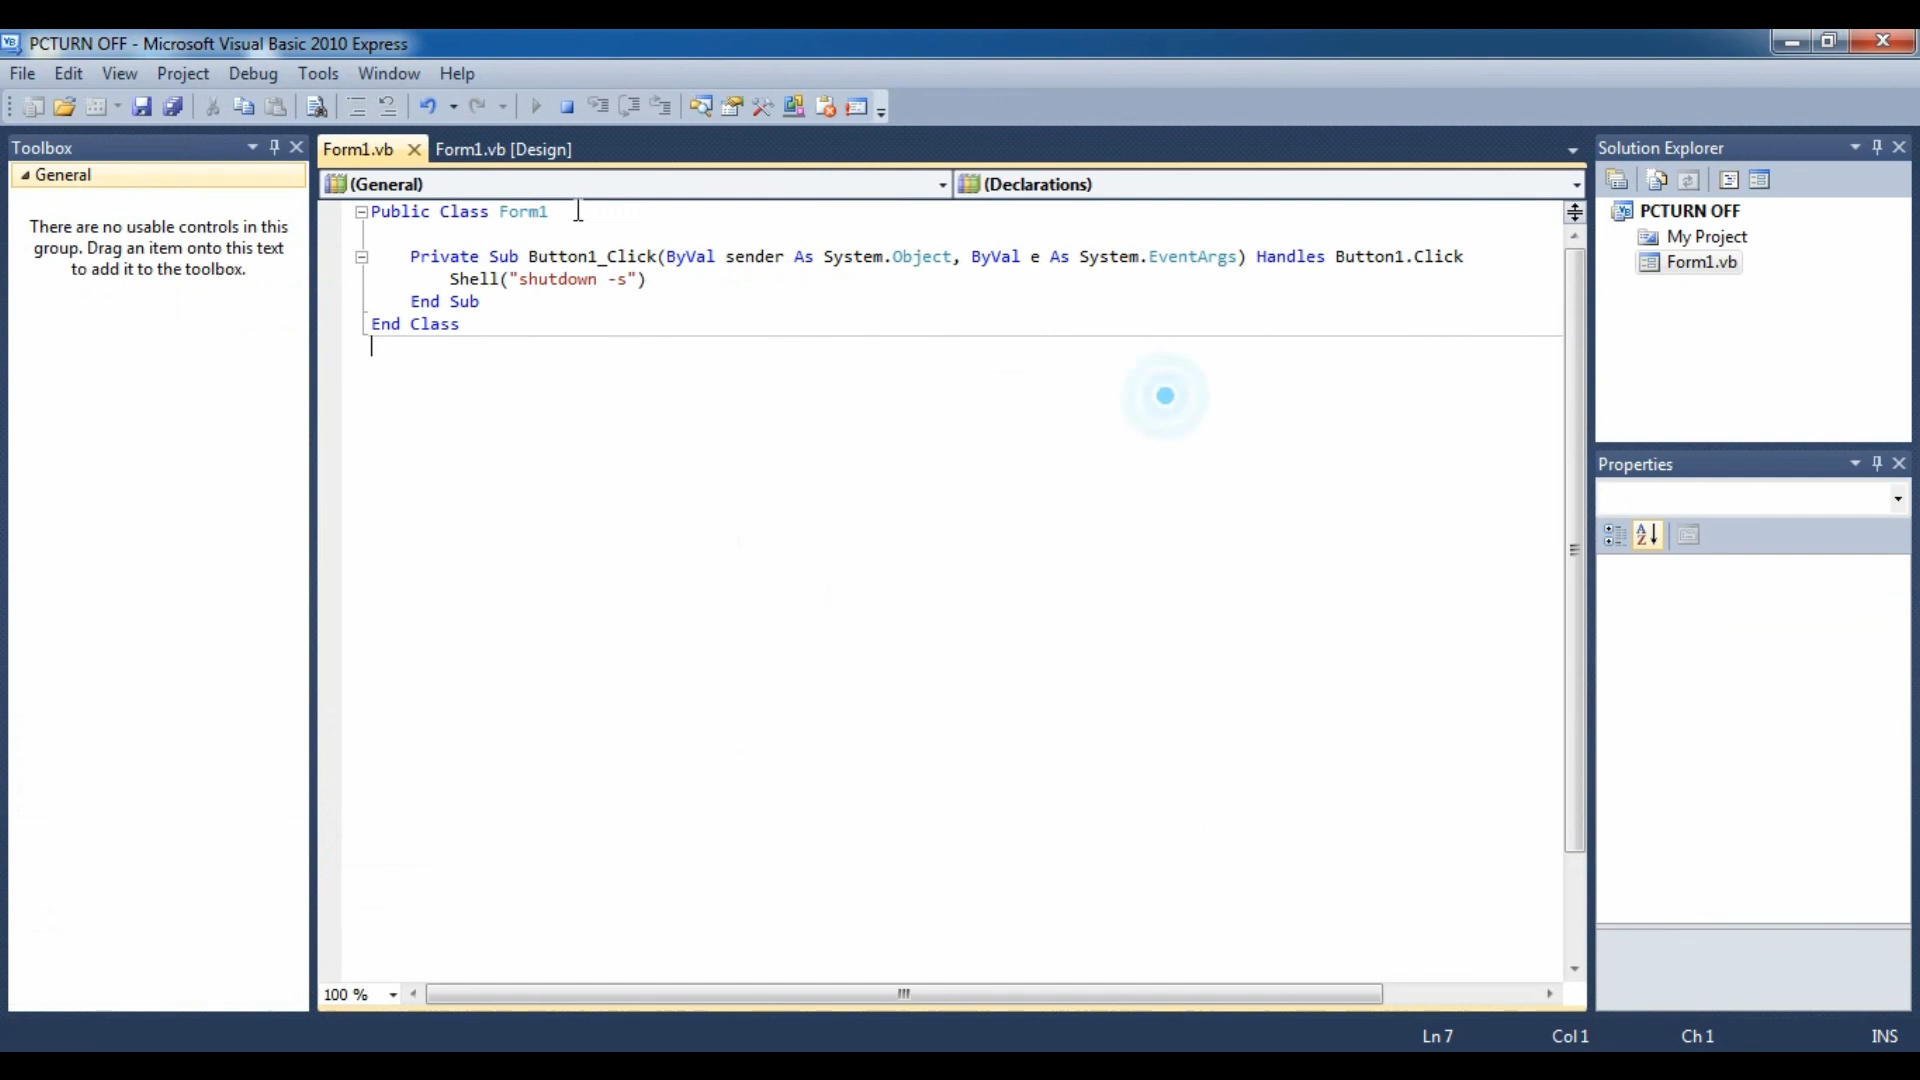 PCTURN OFF - Microsoft Visual Basic 2010 Express
File Edit View Project Debug Tools Window Help
Toolbox
General
There are no usable controls in this
group. Drag an item onto this text
to add it to the toolbox.
Form1.vb Form1.vb [Design]
(General) (Declarations)
Public Class Form1
Private Sub Button1_Click(ByVal sender As System.Object, ByVal e As System.EventArgs) Handles Button1.Click
Shell("shutdown -s")
End Sub
End Class
100 %
Solution Explorer
PCTURN OFF
My Project
Form1.vb
Properties
Ln 7 Col 1 Ch 1 INS